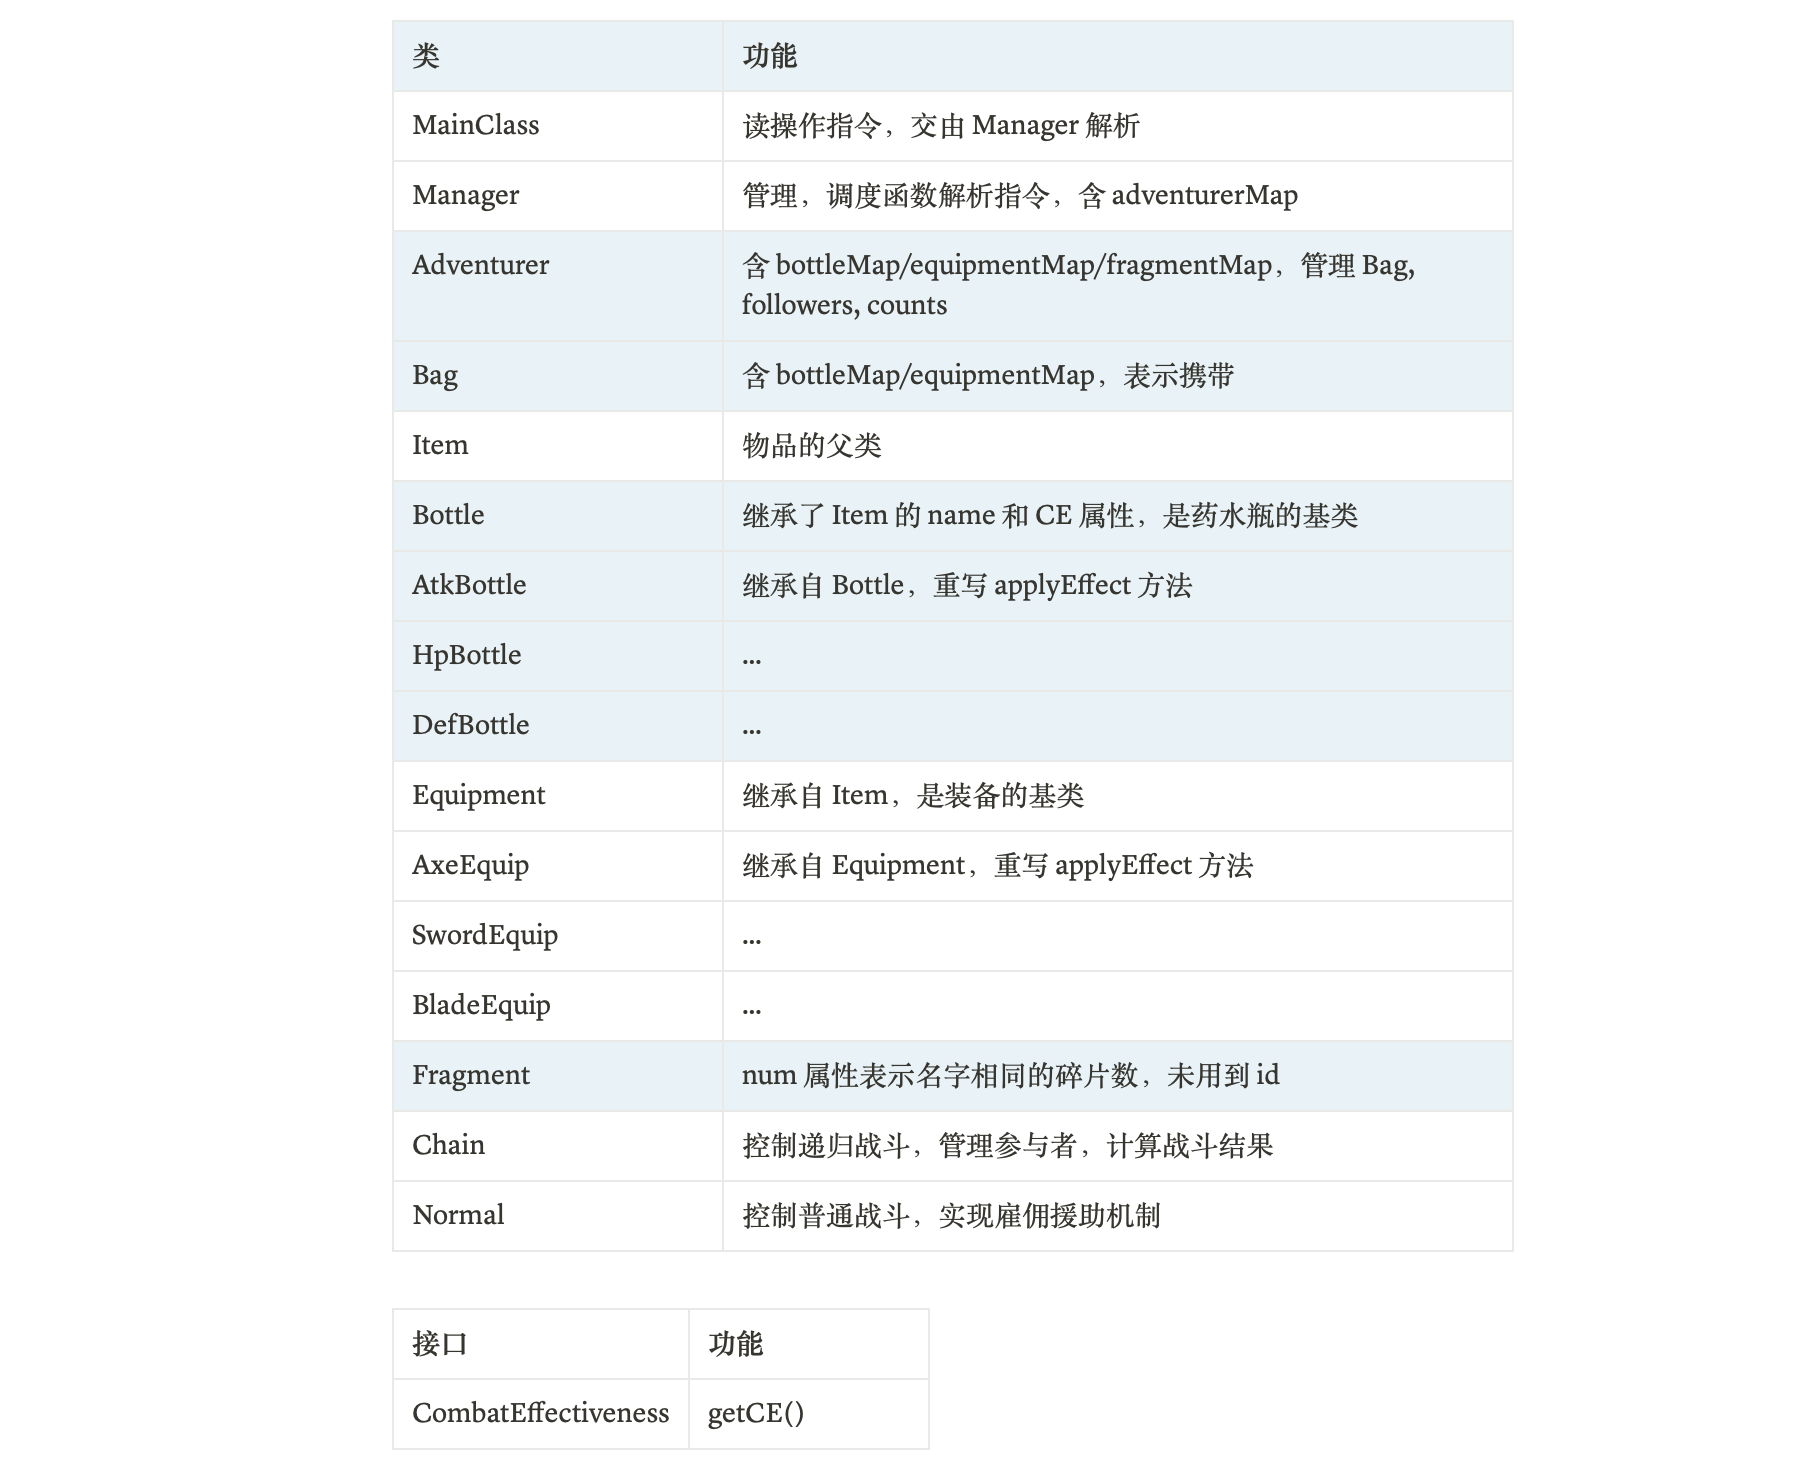 类 功能
MainClass 读操作指令，交由 Manager 解析
Manager 管理，调度函数解析指令，含 adventurerMap
Adventurer 含 bottleMap/equipmentMap/fragmentMap，管理 Bag,
followers, counts
Bag 含 bottleMap/equipmentMap，表示携带
Item 物品的父类
Bottle 继承了 Item 的 name 和 CE 属性，是药水瓶的基类
AtkBottle 继承自 Bottle，重写 applyEffect 方法
HpBottle ...
DefBottle ...
Equipment 继承自 Item，是装备的基类
AxeEquip 继承自 Equipment，重写 applyEffect 方法
SwordEquip ...
BladeEquip ...
Fragment num 属性表示名字相同的碎片数，未用到 id
Chain 控制递归战斗，管理参与者，计算战斗结果
Normal 控制普通战斗，实现雇佣援助机制
接口 功能
CombatEffectiveness getCE()